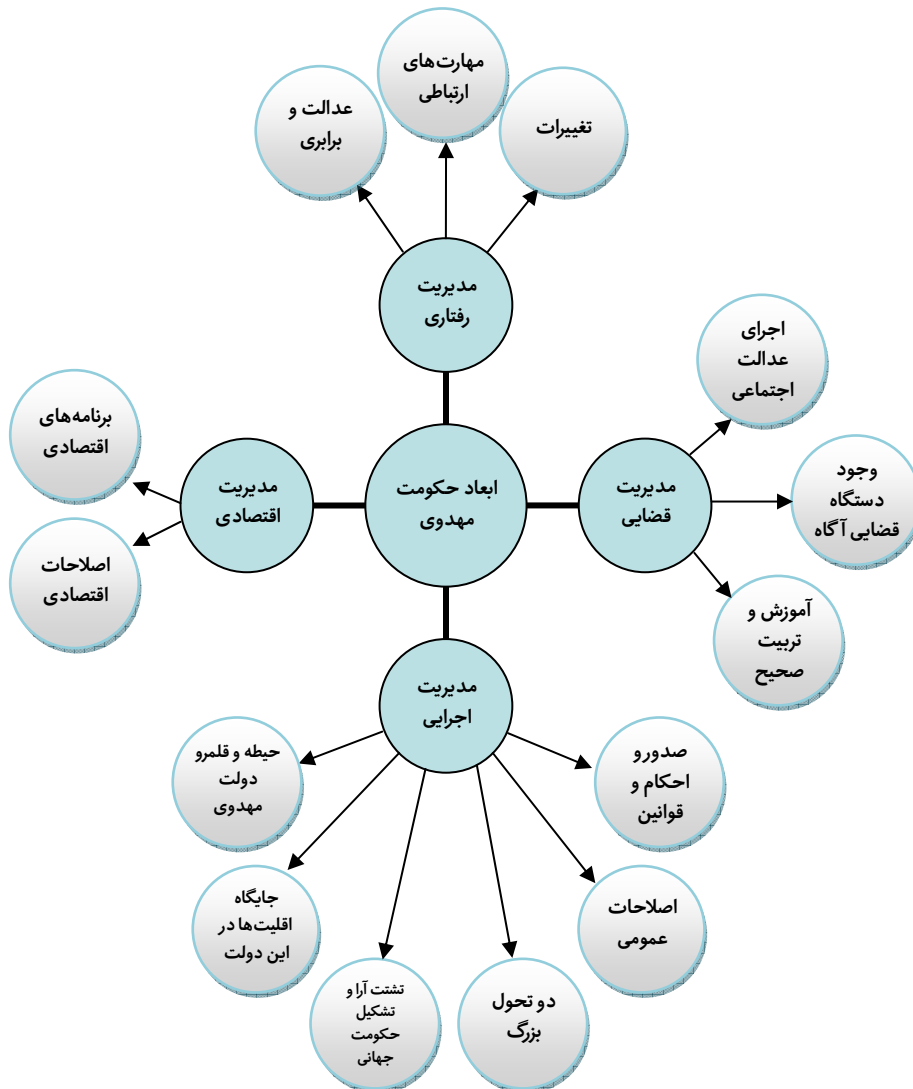 مهارت‌های
ارتباطی
عدالت و
برابری
تغییرات
مدیریت
رفتاری
اجرای
عدالت
اجتماعی
برنامه‌های
اقتصادی
وجود
دستگاه
قضایی آگاه
ابعاد حکومت
مهدوی
مدیریت
قضایی
مدیریت
اقتصادی
اصلاحات
اقتصادی
آموزش و
تربیت
صحیح
مدیریت
اجرایی
صدورو
احکام و
قوانین
حیطه و قلمرو
دولت
مهدوی
اصلاحات
عمومی
جایگاه
اقلیت‌ها در
این دولت
دو تحول
بزرگ
تشتت آرا و
تشکیل
حکومت
جهانی